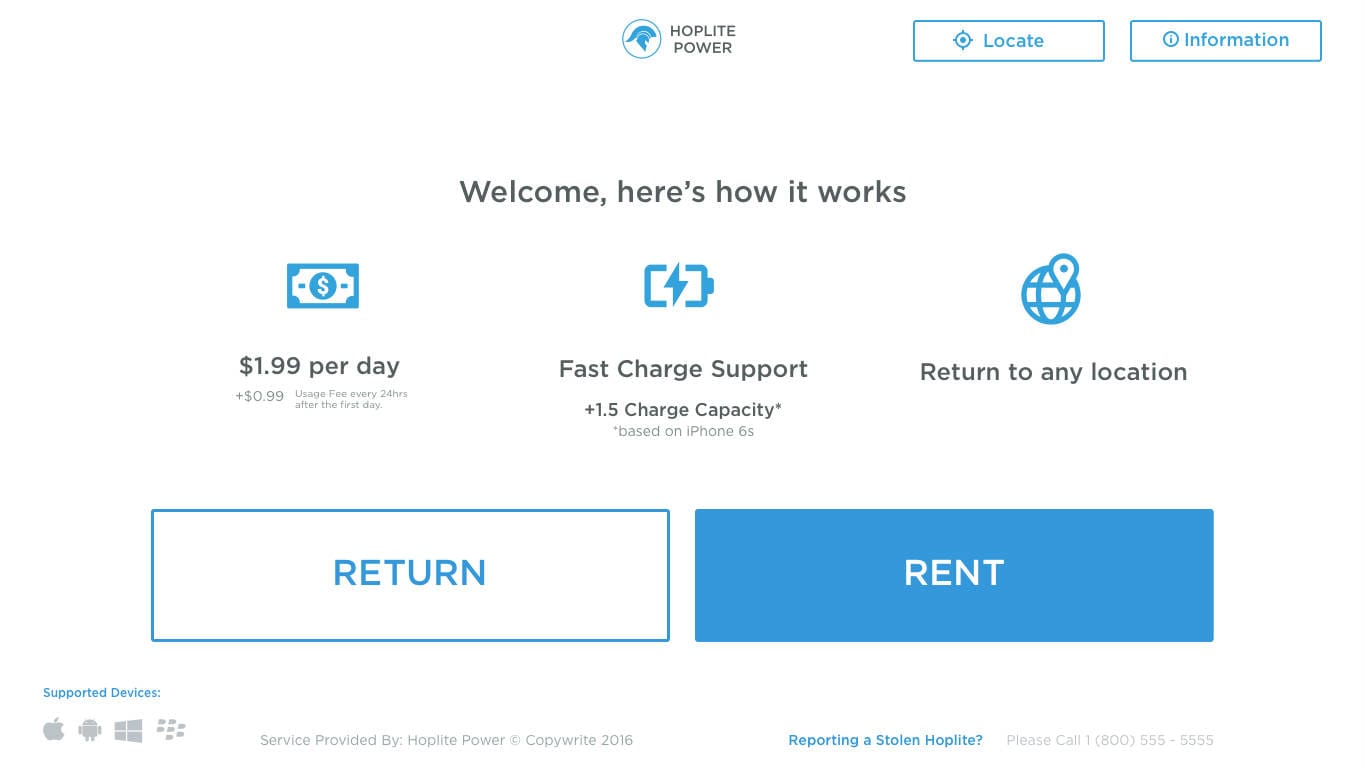 HOPLITE
POWER
Locate
Information
Welcome, here’s how it works
$1.99 per day
+$0.99 Usage Fee every 24hrs
after the first day.
Fast Charge Support
+1.5 Charge Capacity*
*based on iPhone 6s
Return to any location
RETURN
RENT
Supported Devices:
Service Provided By: Hoplite Power © Copywrite 2016
Reporting a Stolen Hoplite? Please Call 1 (800) 555 - 5555